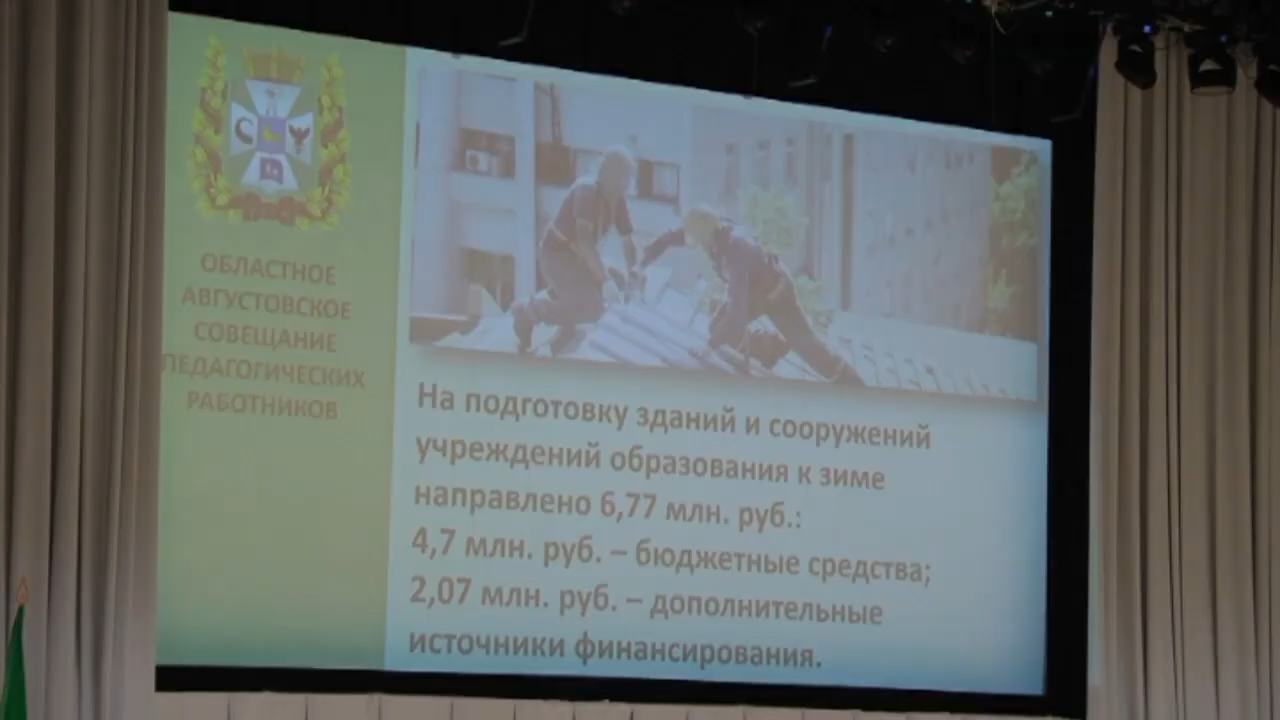 ОБЛАСТНОЕ
АВГУСТОВСКОЕ
СОВЕЩАНИЕ
ПЕДАГОГИЧЕСКИХ
РАБОТНИКОВ
На подготовку зданий и сооружений
учреждений образования к зиме
направлено 6,77 млн. руб.:
4,7 млн. руб. – бюджетные средства;
2,07 млн. руб. – дополнительные
источники финансирования.